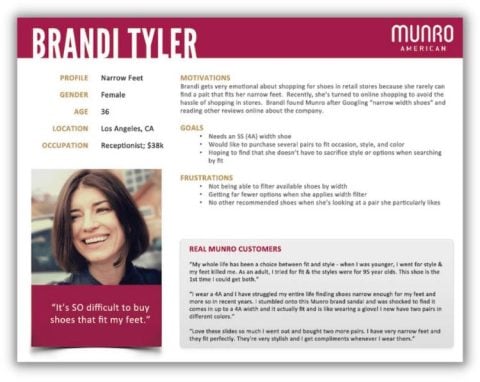 BRANDI TYLER
MUNRO
AMERICAN
PROFILE Narrow Feet
GENDER Female
AGE 36
LOCATION Los Angeles, CA
OCCUPATION Receptionist; $38k
MOTIVATIONS
Brandi gets very emotional about shopping for shoes in retail stores because she rarely can
find a pair that fits her narrow feet. Recently, she's turned to online shopping to avoid the
hassle of shopping in stores. Brandi found Munro after Googling "narrow width shoes" and
reading other reviews online about the company.
GOALS
• Needs an SS (4A) width shoe
• Would like to purchase several pairs to fit occasion, style, and color
• Hoping to find that she doesn't have to sacrifice style or options when searching
by fit
FRUSTRATIONS
• Not being able to filter available shoes by width
• Getting for fewer options when she applies width filter
• No other recommended shoes when she's looking at a pair she particularly likes
"It's SO difficult to buy
shoes that fit my feet."
REAL MUNRO CUSTOMERS
"My whole life has been a choice between fit and style - when I was younger, I went for style &
my feet killed me. As an adult, I tried for fit & the styles were for 95 year olds. This shoe is the
1st time I could get both."
"I wear a 4A and I have struggled my entire life finding shoes narrow enough for my feet and
more so in recent years. I stumbled onto this Munro brand sandal and was shocked to find it
comes in up to a 4A width and it actually fit and is like wearing a glove! I new have two pairs in
different colors."
"Love these slides so much I went out and bought two more pairs. I have very narrow feet and
they fit perfectly. They're very stylish and I get compliments whenever I wear them."